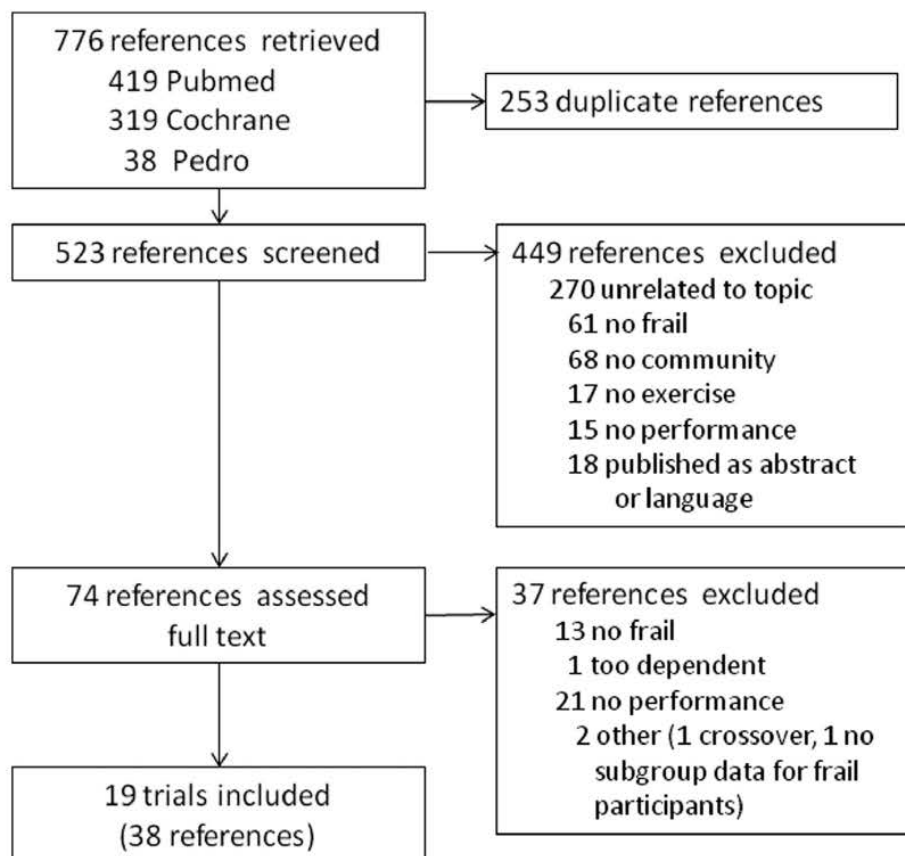 776 references retrieved
419 Pubmed
319 Cochrane
38 Pedro
253 duplicate references
523 references screened
449 references excluded
270 unrelated to topic
61 no frail
68 no community
17 no exercise
15 no performance
18 published as abstract
or language
74 references assessed
full text
37 references excluded
13 no frail
1 too dependent
21 no performance
2 other (1 crossover, 1 no
subgroup data for frail
participants)
19 trials included
(38 references)